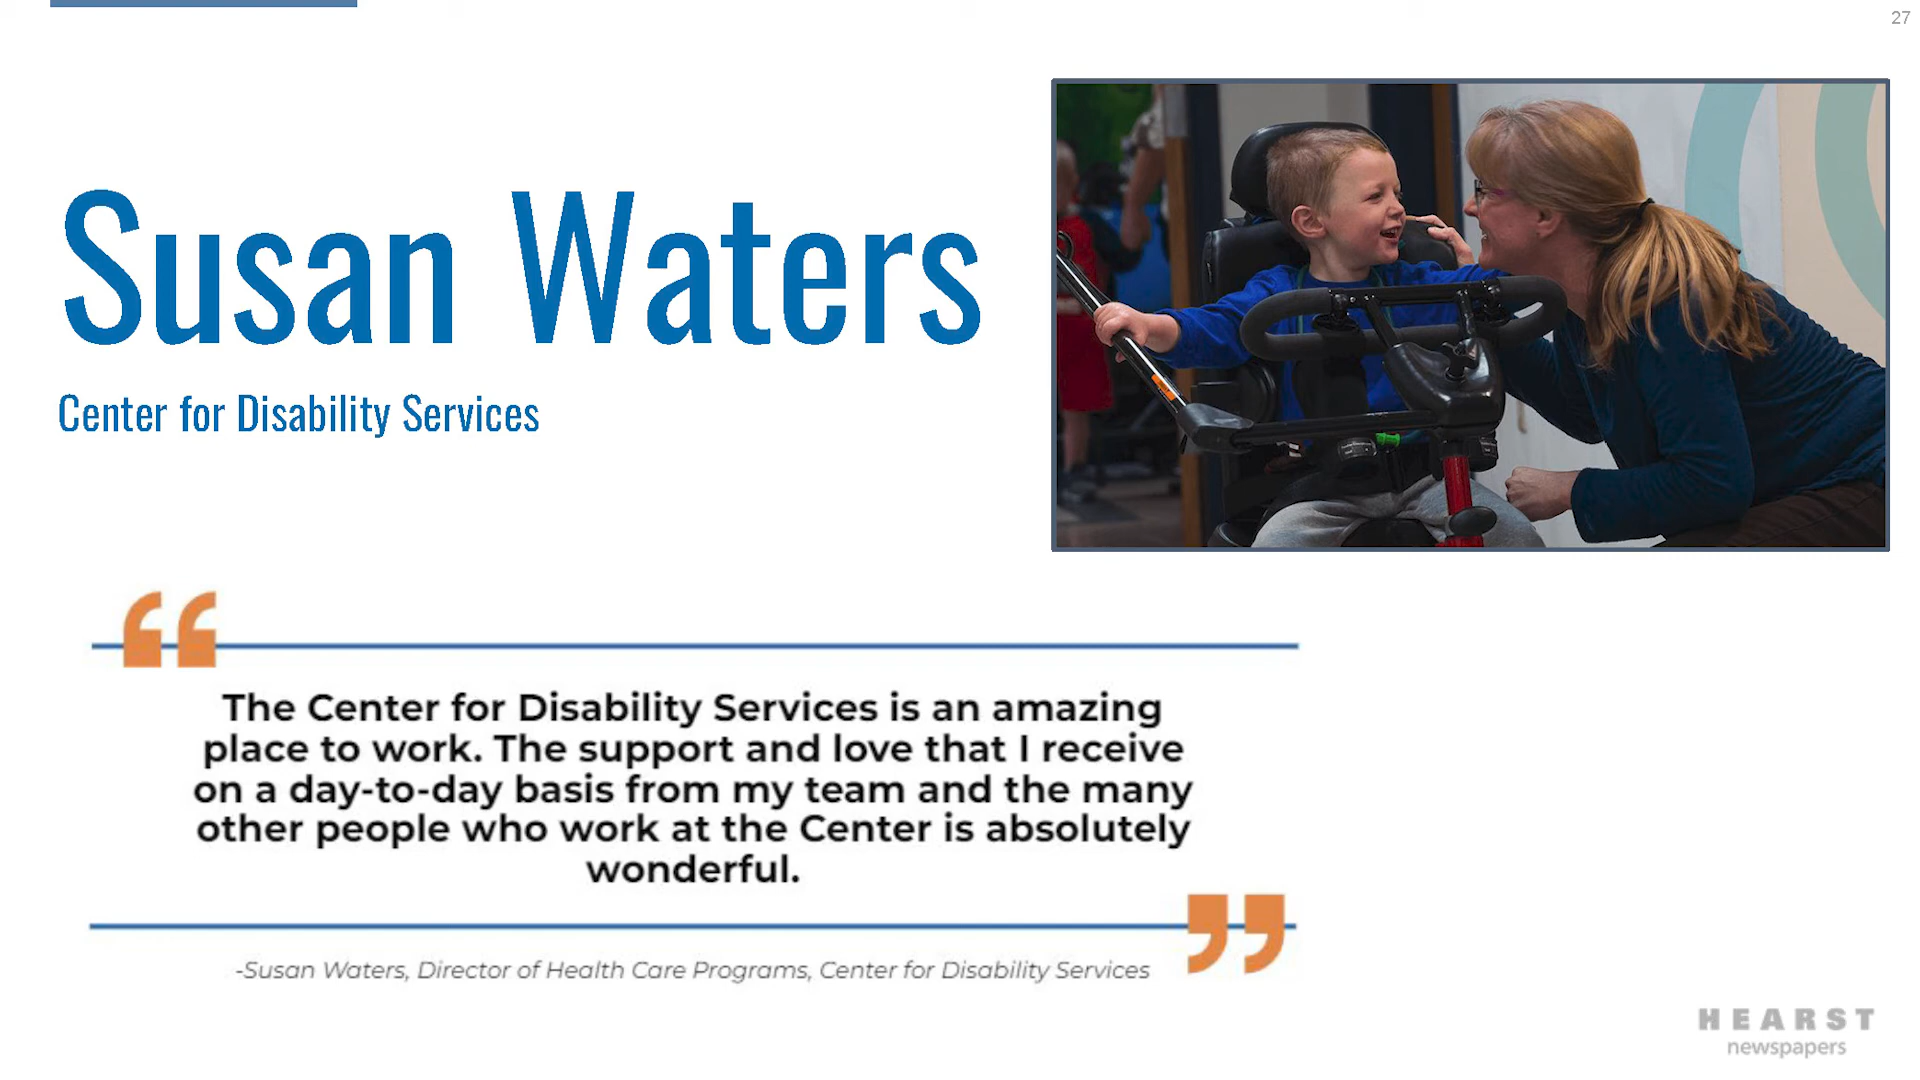 27
Susan Waters
Center for Disability Services
The Center for Disability Services is an amazing
place to work. The support and love that I receive
on a day-to-day basis from my team and the many
other people who work at the Center is absolutely
wonderful.
-Susan Waters, Director of Health Care Programs, Center for Disability Services
HEARST
newspapers